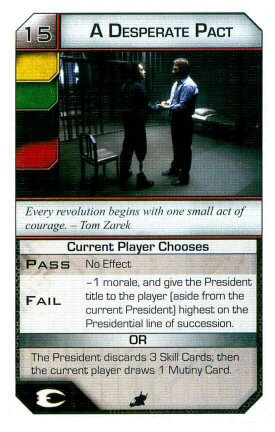 15 A DESPERATE PACT
Every revolution begins with one small act of
courage. – Tom Zarek
Current Player Chooses
PASS No Effect
FAIL –1 morale, and give the President
title to the player (aside from the
current President) highest on the
Presidential line of succession.
OR
The President discards 3 Skill Cards; then
the current player draws 1 Mutiny Card.